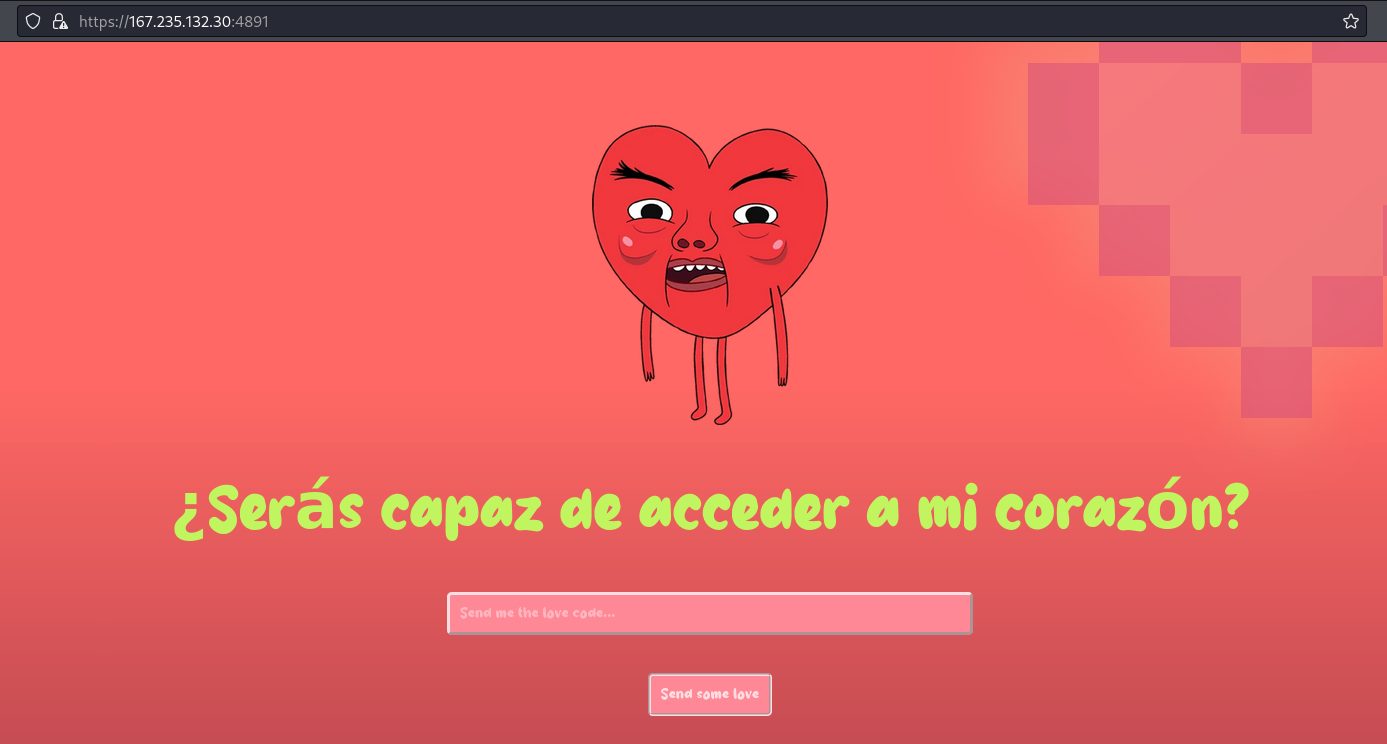 https://167.235.132.30:4891
¿Serás capaz de acceder a mi corazón?
Send me the love code...
Send some love